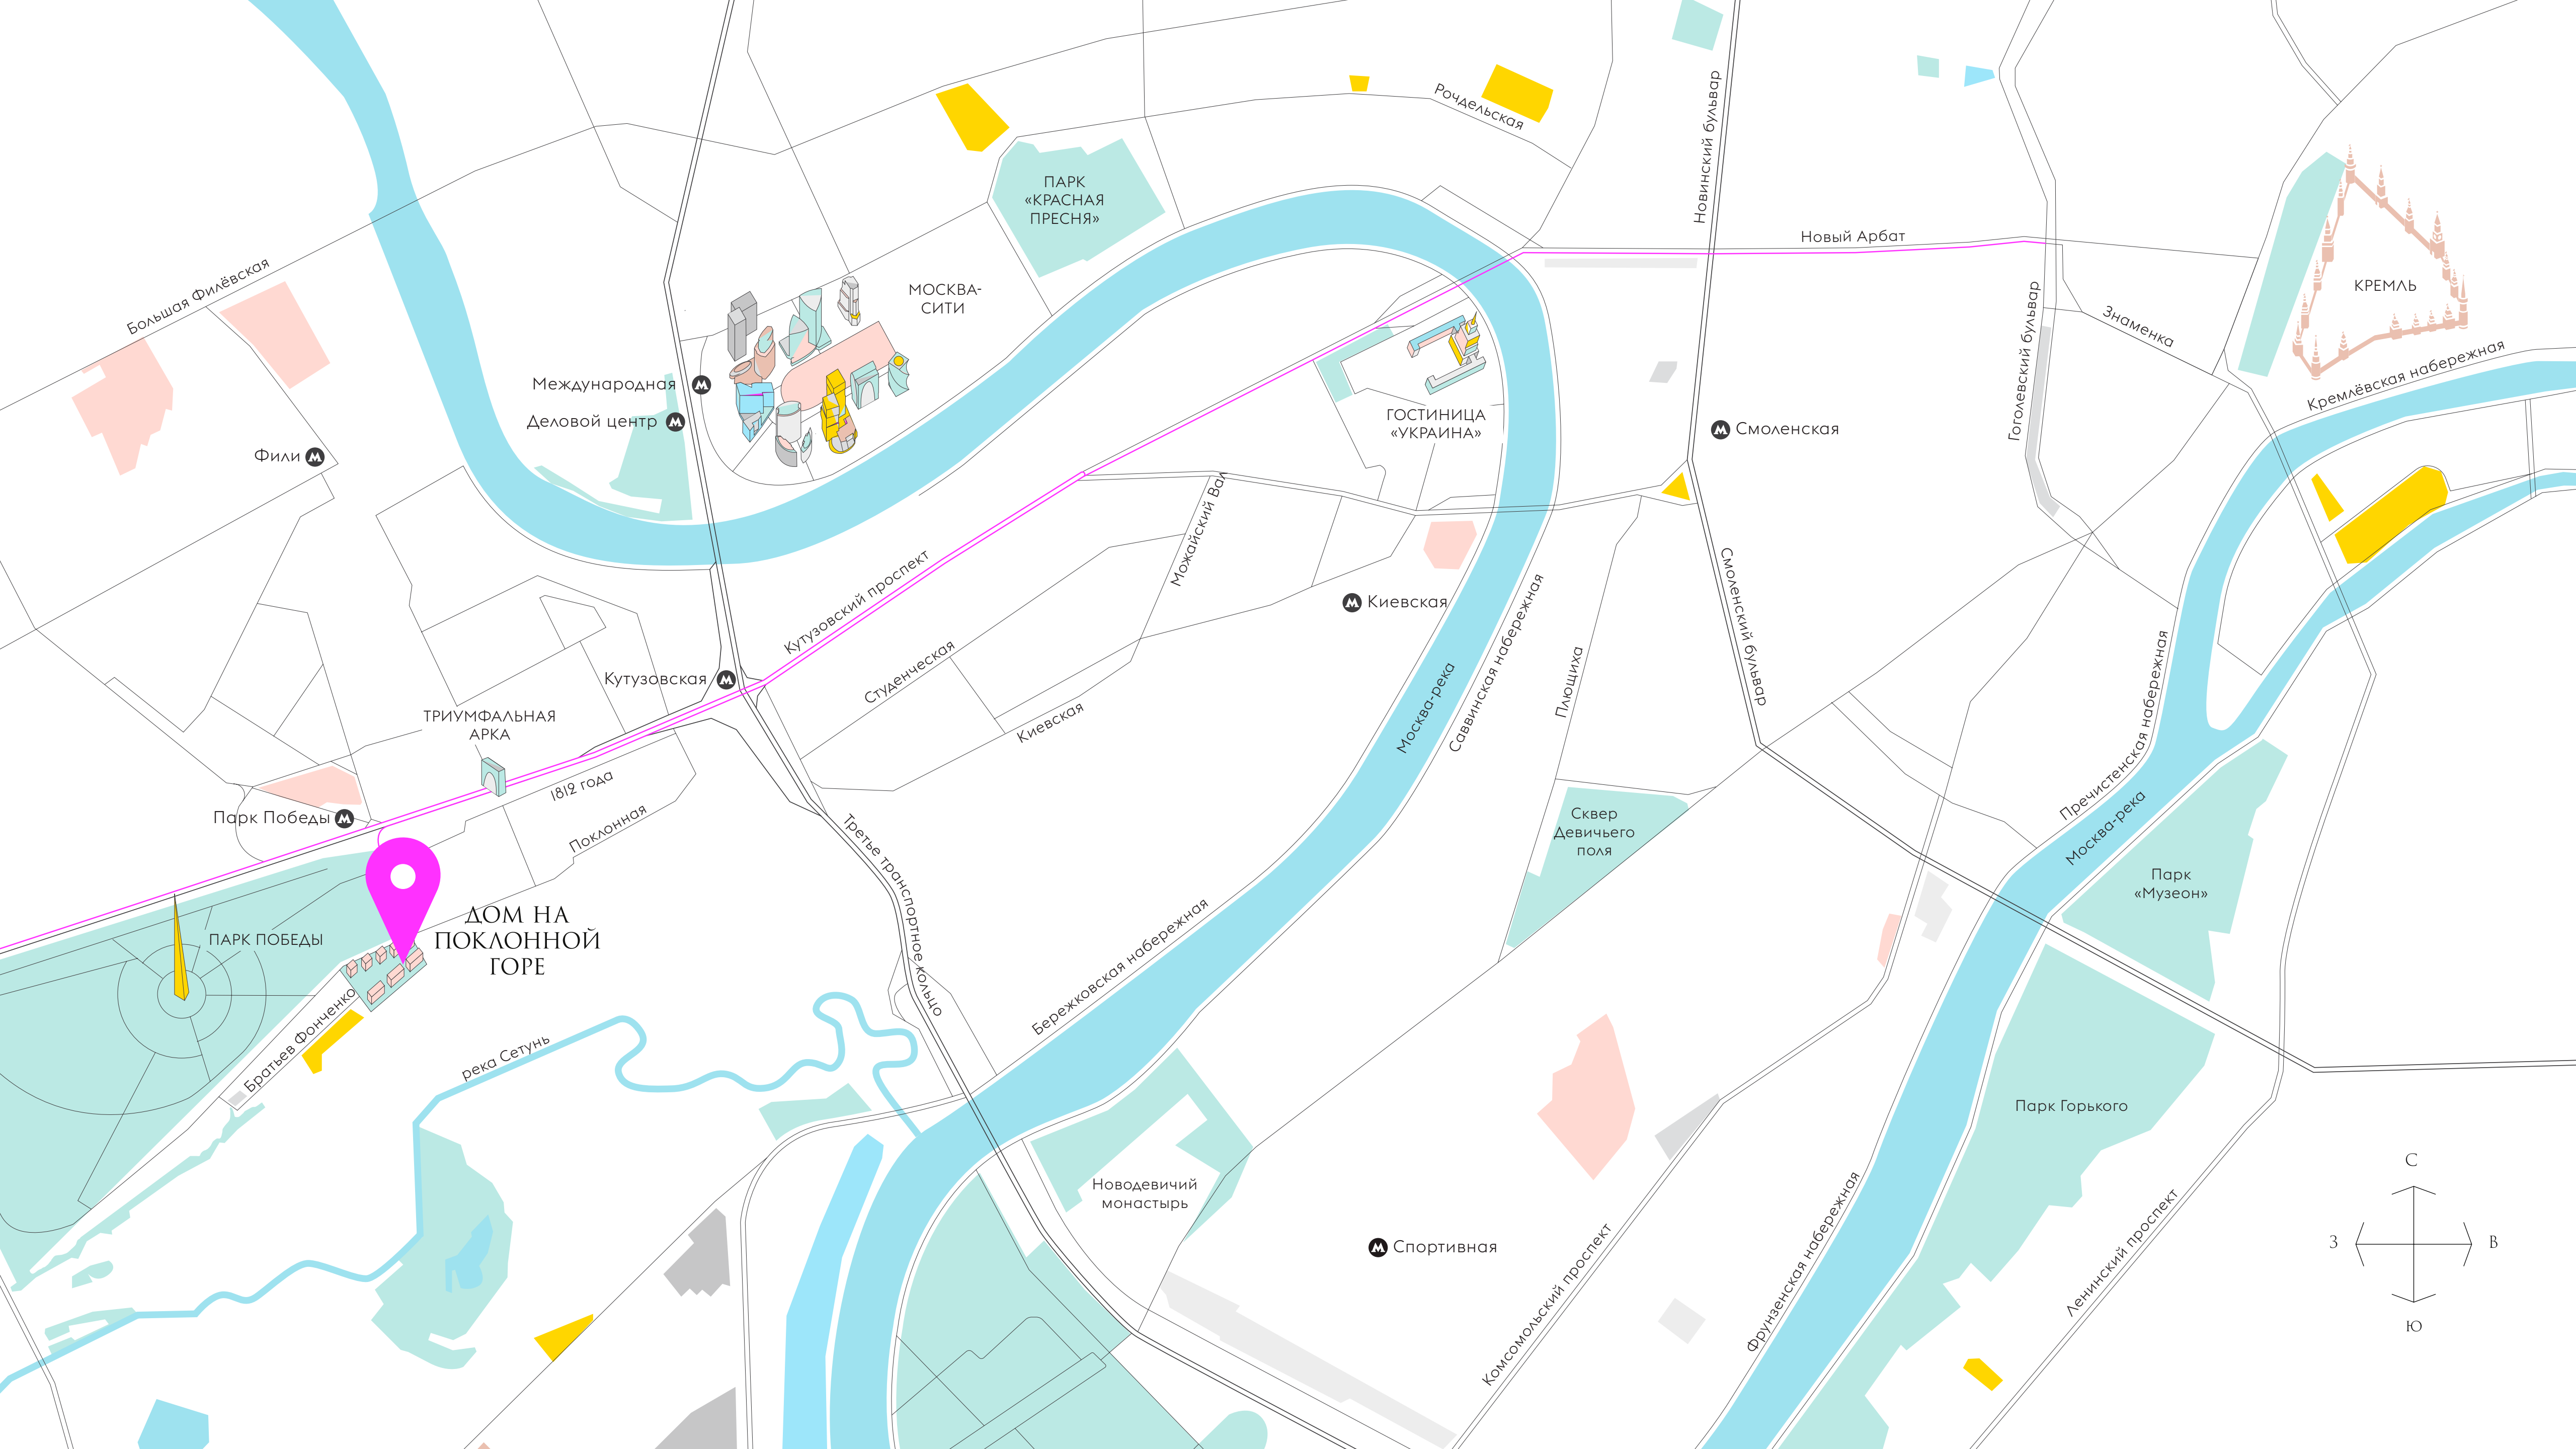 Рочдельская
Новинский бульвар
ПАРК
«КРАСНАЯ
ПРЕСНЯ»
Новый Арбат
Большая Филёвская
МОСКВА-
СИТИ
КРЕМЛЬ
Знаменка
Гоголевский бульвар
Кремлёвская набережная
Международная
Деловой центр
ГОСТИНИЦА
«УКРАИНА»
Смоленская
Фили
Можайский Вал
Кутузовский проспект
Киевская
Саввинская набережная
Смоленский бульвар
Плющиха
Москва-река
Пречистенская набережная
Студенческая
Киевская
Кутузовская
ТРИУМФАЛЬНАЯ
АРКА
1812 года
Поклонная
Парк Победы
Третье транспортное кольцо
Сквер
Девичьего
поля
Москва-река
Парк
«Музеон»
ПАРК ПОБЕДЫ
ДОМ НА
ПОКЛОННОЙ
ГОРЕ
Бережковская набережная
Братьев Фонченко
река Сетунь
Парк Горького
Новодевичий
монастырь
Спортивная
Комсомольский проспект
Фрунзенская набережная
Ленинский проспект
С
З
В
Ю